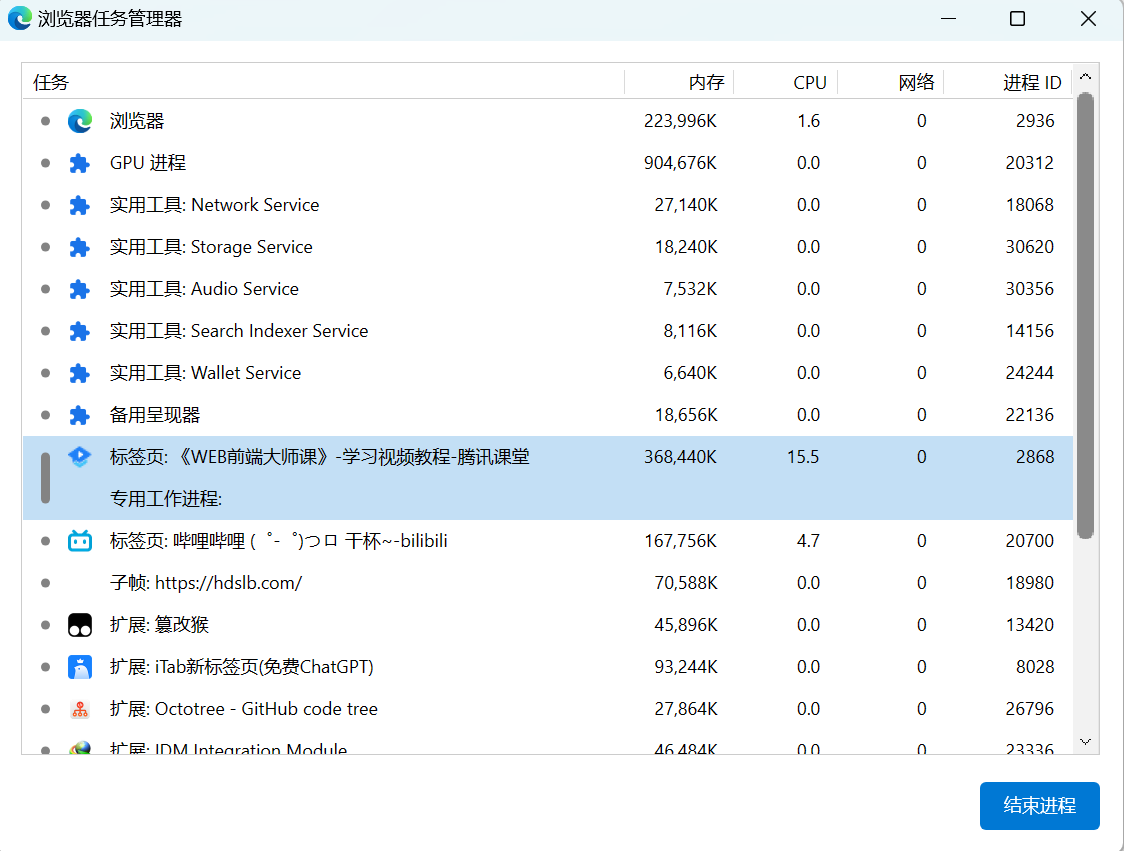 浏览器任务管理器
任务 内存 CPU 网络 进程 ID
浏览器 223,996K 1.6 0 2936
GPU 进程 904,676K 0.0 0 20312
实用工具: Network Service 27,140K 0.0 0 18068
实用工具: Storage Service 18,240K 0.0 0 30620
实用工具: Audio Service 7,532K 0.0 0 30356
实用工具: Search Indexer Service 8,116K 0.0 0 14156
实用工具: Wallet Service 6,640K 0.0 0 24244
备用呈现器 18,656K 0.0 0 22136
标签页: 《WEB前端大师课》-学习视频教程-腾讯课堂 368,440K 15.5 0 2868
专用工作进程:
标签页: 哔哩哔哩 (゜-゜)つロ 干杯~-bilibili 167,756K 4.7 0 20700
子帧: https://hdslb.com/ 70,588K 0.0 0 18980
扩展: 篡改猴 45,896K 0.0 0 13420
扩展: iTab新标签页(免费ChatGPT) 93,244K 0.0 0 8028
扩展: Octotree - GitHub code tree 27,864K 0.0 0 26796
扩展: IDM Integration Module 46,484K 0.0 0 23336
结束进程